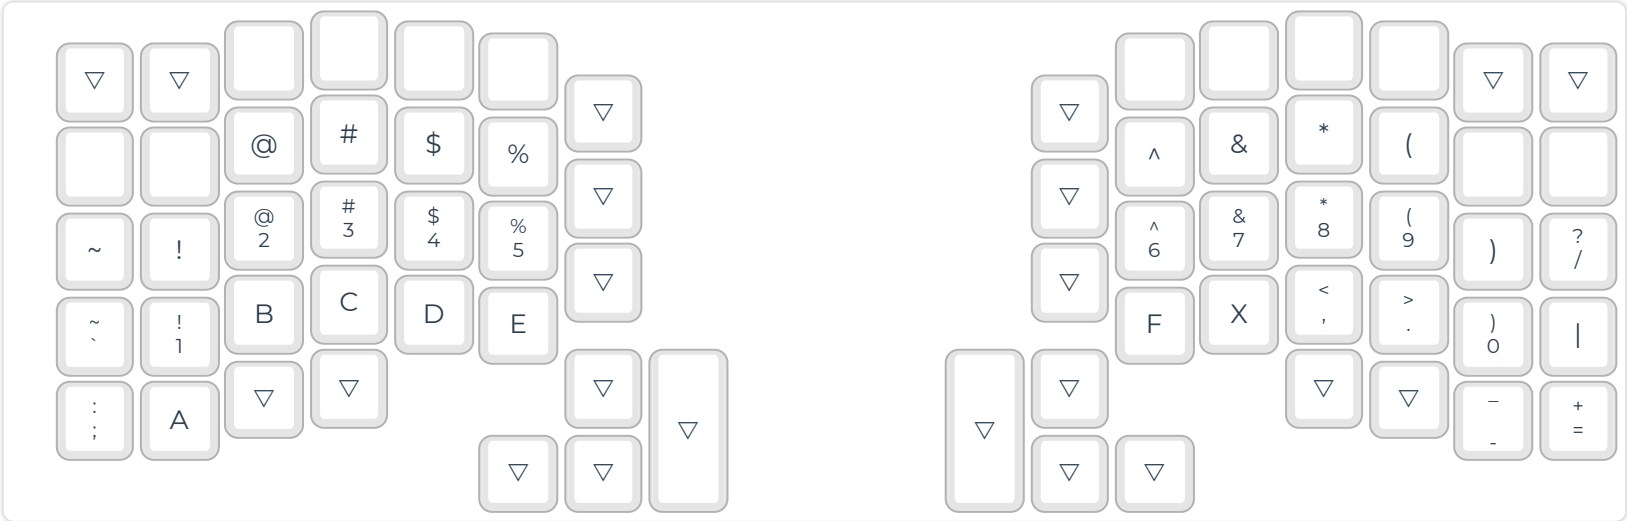 ▽ ▽ ▽ ▽ ▽ ▽
@ # $ % ^ & * (
▽ ▽
~ ! @ # $ % ^ & * ( ) ?
2 3 4 5 6 7 8 9 /
▽ ▽
~ ! B C D E F X < > ) |
` 1 , . 0
: A ▽ ▽ ▽ ▽ ▽ ▽ ▽ ▽ _ +
; - =
▽ ▽ ▽ ▽